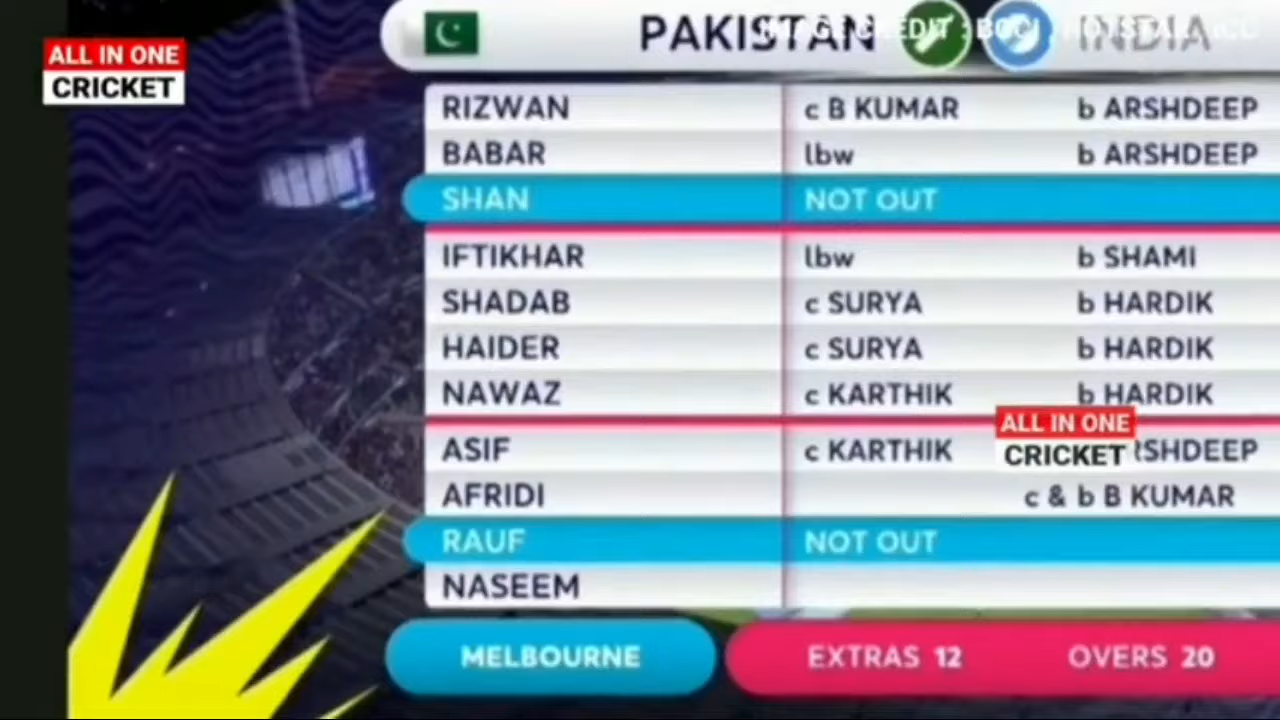 PAKISTAN INDIA
ALL IN ONE
CRICKET
RIZWAN c B KUMAR b ARSHDEEP
BABAR lbw b ARSHDEEP
SHAN NOT OUT
IFTIKHAR lbw b SHAMI
SHADAB c SURYA b HARDIK
HAIDER c SURYA b HARDIK
NAWAZ c KARTHIK b HARDIK
ALL IN ONE
CRICKET
ASIF c KARTHIK RSHDEEP
AFRIDI c & b B KUMAR
RAUF NOT OUT
NASEEM
MELBOURNE EXTRAS 12 OVERS 20